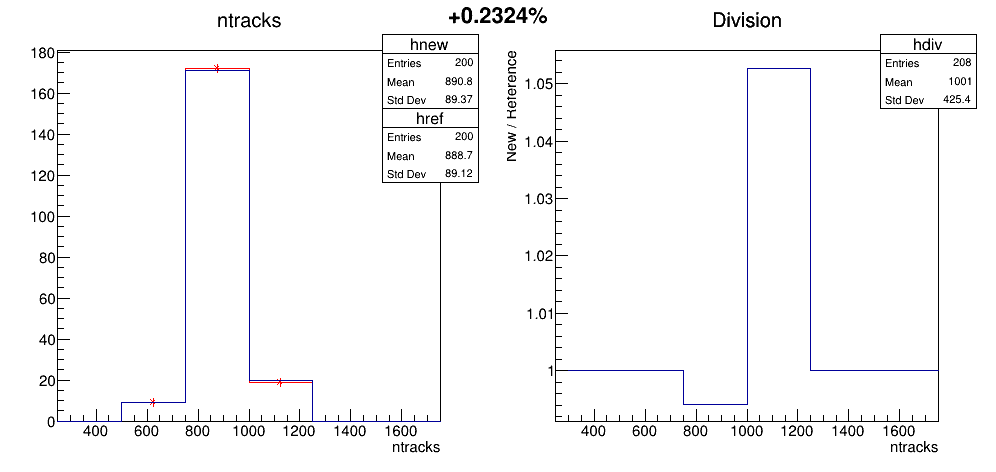 +0.2324%
ntracks
hnew
Entries 200
Mean 890.8
Std Dev 89.37
href
Entries 200
Mean 888.7
Std Dev 89.12
180
160
140
120
100
80
60
40
20
0
400 600 800 1000 1200 1400 1600
ntracks
Division
hdiv
Entries 208
Mean 1001
Std Dev 425.4
New / Reference
1.05
1.04
1.03
1.02
1.01
1
400 600 800 1000 1200 1400 1600
ntracks